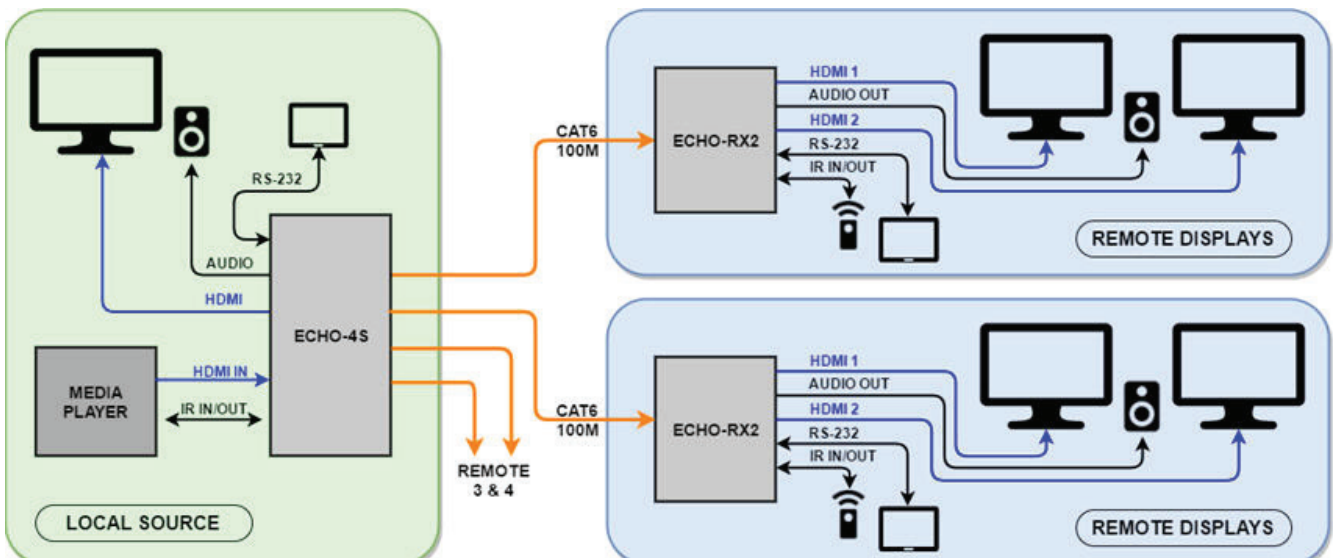 RS-232
AUDIO
HDMI
ECHO-4S
MEDIA
PLAYER
HDMI IN
IR IN/OUT
LOCAL SOURCE
CAT6
100M
CAT6
100M
REMOTE
3 & 4
ECHO-RX2
HDMI 1
AUDIO OUT
HDMI 2
RS-232
IR IN/OUT
REMOTE DISPLAYS
ECHO-RX2
HDMI 1
AUDIO OUT
HDMI 2
RS-232
IR IN/OUT
REMOTE DISPLAYS